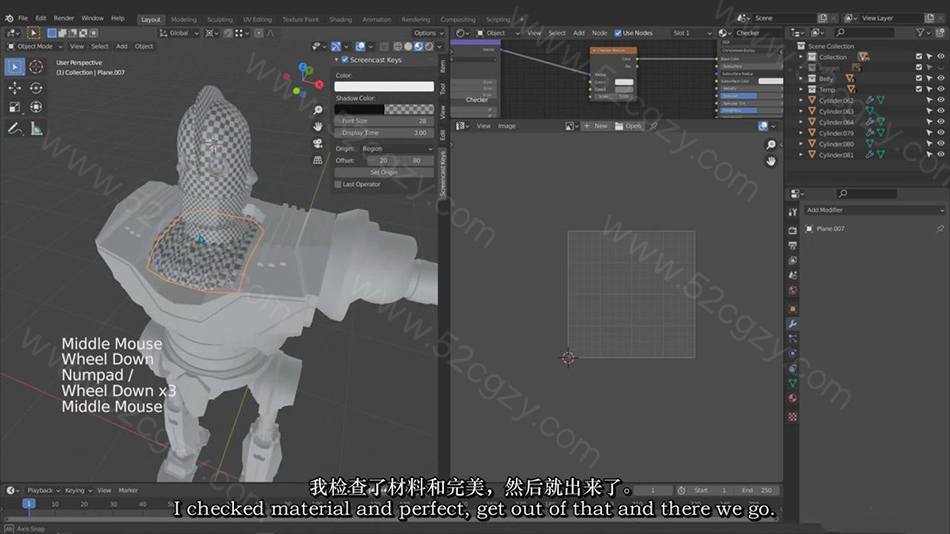 File Edit Render Window Help
Layout Modeling Sculpting UV Editing Texture Paint Shading Animation Rendering Compositing Scripting +
Scene
View Layer
Global
Options
Object Mode View Select Add Object
User Perspective
(1) Collection | Plane.007
Screencast Keys
Color:
Shadow Color:
Font Size 28
Display Time 3.00
Origin: Region
Offset: 20 80
Set Origin
Last Operator
Item
Tool
View
Edit
Screencast Keys
Object View Select Add Node Use Nodes Slot 1 Checker
Checker
View Image
+ New Open
Scene Collection
Collection
Belly
Temp
Cylinder.062
Cylinder.063
Cylinder.064
Cylinder.079
Cylinder.080
Cylinder.081
Add Modifier
Plane.007
Middle Mouse
Wheel Down
Numpad /
Wheel Down x3
Middle Mouse
我检查了材料和完美，然后就出来了。
I checked material and perfect, get out of that and there we go.
Playback Keying View Marker
1 Start 1 End 250
1
Axis Snap
www.52cgzy.com